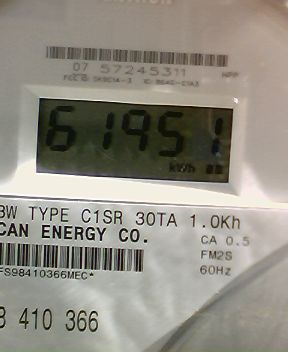 07 57245311
61951
kWh
BW TYPE C1SR 30TA 1.0Kh
CAN ENERGY CO.
CA 0.5
FM2S
60Hz
FS98410366MEC*
8 410 366